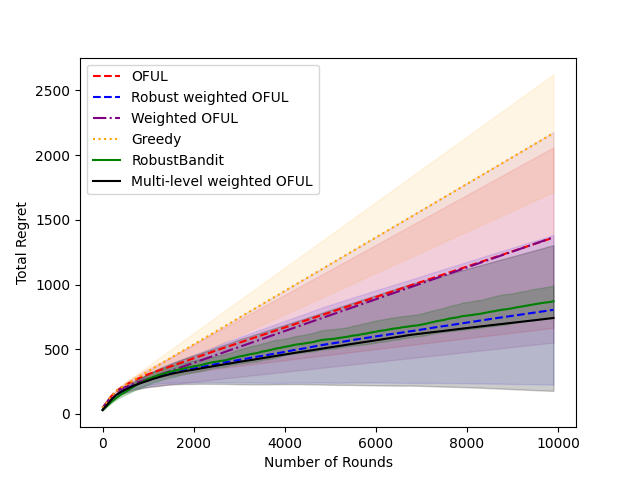 OFUL
Robust weighted OFUL
Weighted OFUL
Greedy
RobustBandit
Multi-level weighted OFUL
2500
2000
1500
1000
500
0
Total Regret
0 2000 4000 6000 8000 10000
Number of Rounds